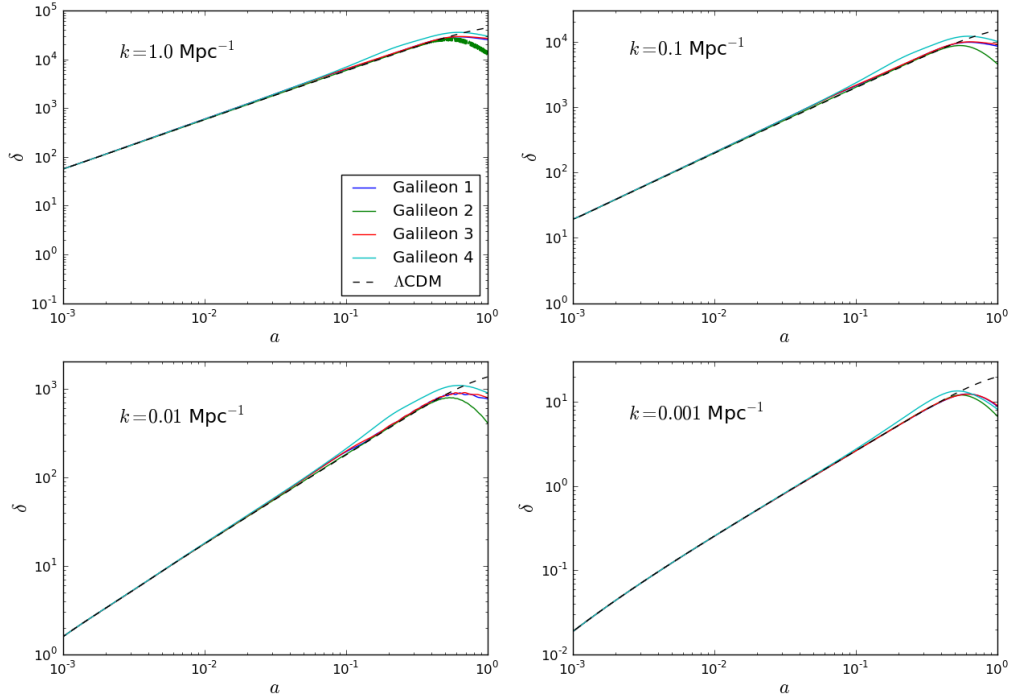 10^5
10^4
10^3
10^2
10^1
10^0
10^-1
δ
k=1.0 Mpc^-1
Galileon 1
Galileon 2
Galileon 3
Galileon 4
ΛCDM
10^-3 10^-2 10^-1 10^0
a
10^4
10^3
10^2
10^1
10^0
δ
k=0.1 Mpc^-1
10^-3 10^-2 10^-1 10^0
a
10^3
10^2
10^1
10^0
δ
k=0.01 Mpc^-1
10^-3 10^-2 10^-1 10^0
a
10^1
10^0
10^-1
10^-2
δ
k=0.001 Mpc^-1
10^-3 10^-2 10^-1 10^0
a